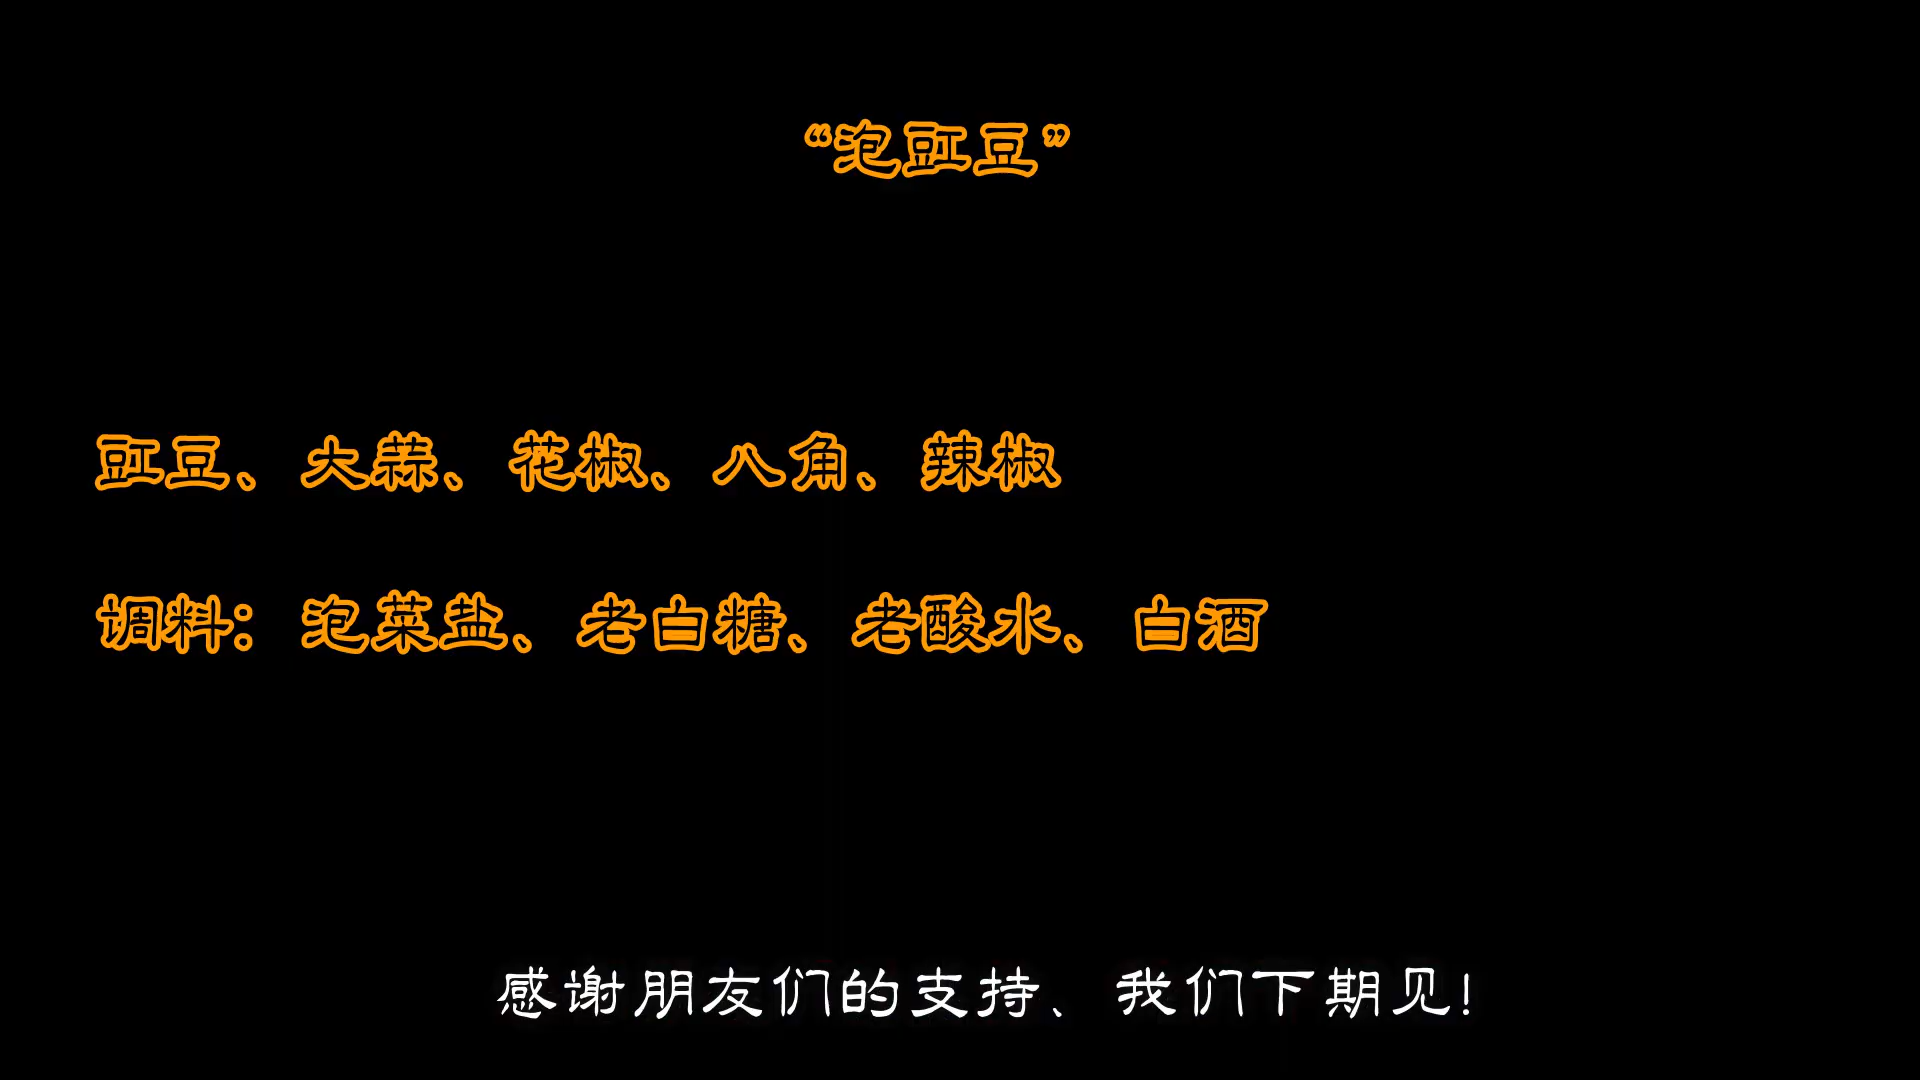 “泡豇豆”
豇豆、大蒜、花椒、八角、辣椒
调料：泡菜盐、老白糖、老酸水、白酒
感谢朋友们的支持、我们下期见！